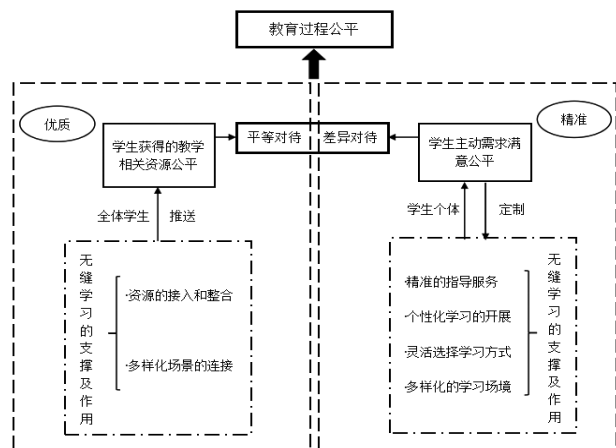 教育过程公平
优质
精准
学生获得的教学
相关资源公平
平等对待
差异对待
学生主动需求满
意公平
全体学生
推送
学生个体
定制
无缝学习的支撑及作用
·资源的接入和整合
·多样化场景的连接
·精准的指导服务
·个性化学习的开展
·灵活选择学习方式
·多样化的学习场境
无缝学习的支撑及作用